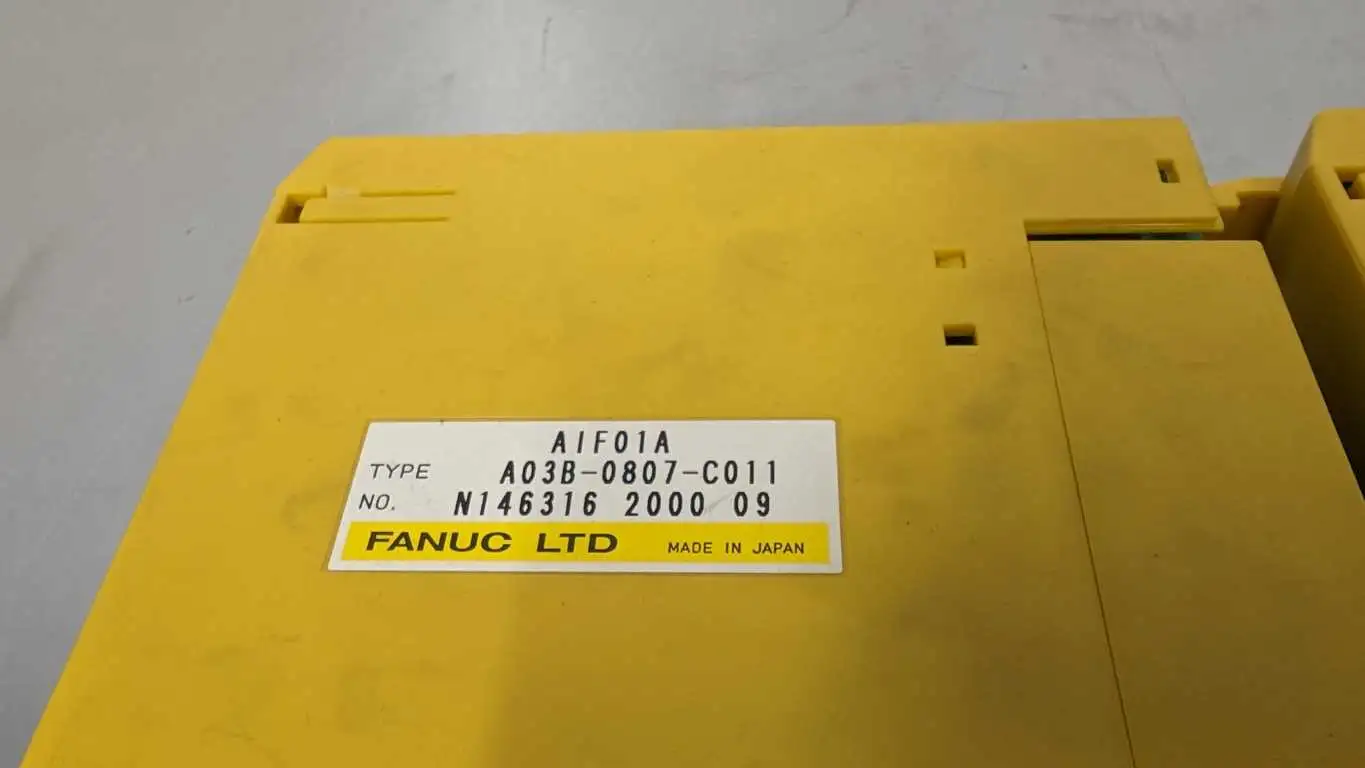 AIF01A
TYPE A03B-0807-C011
NO. N146316 2000 09
FANUC LTD MADE IN JAPAN